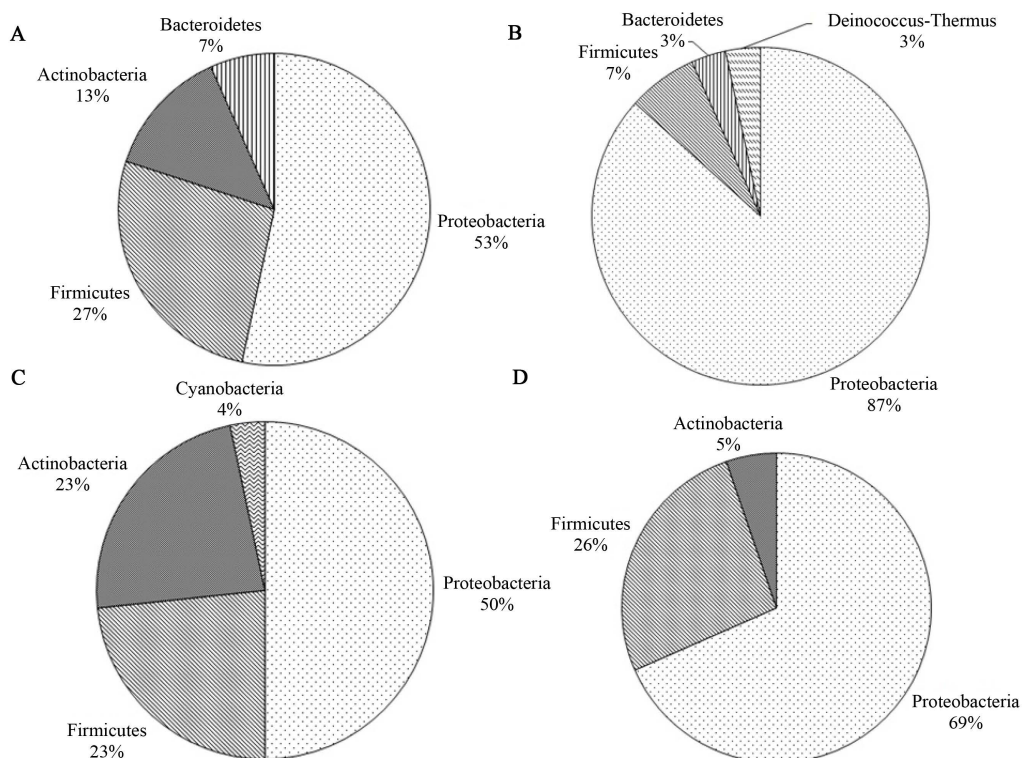 A
Bacteroidetes
7%
Actinobacteria
13%
Proteobacteria
53%
Firmicutes
27%
B
Deinococcus-Thermus
3%
Bacteroidetes
3%
Firmicutes
7%
Proteobacteria
87%
C
Cyanobacteria
4%
Actinobacteria
23%
Proteobacteria
50%
Firmicutes
23%
D
Actinobacteria
5%
Firmicutes
26%
Proteobacteria
69%